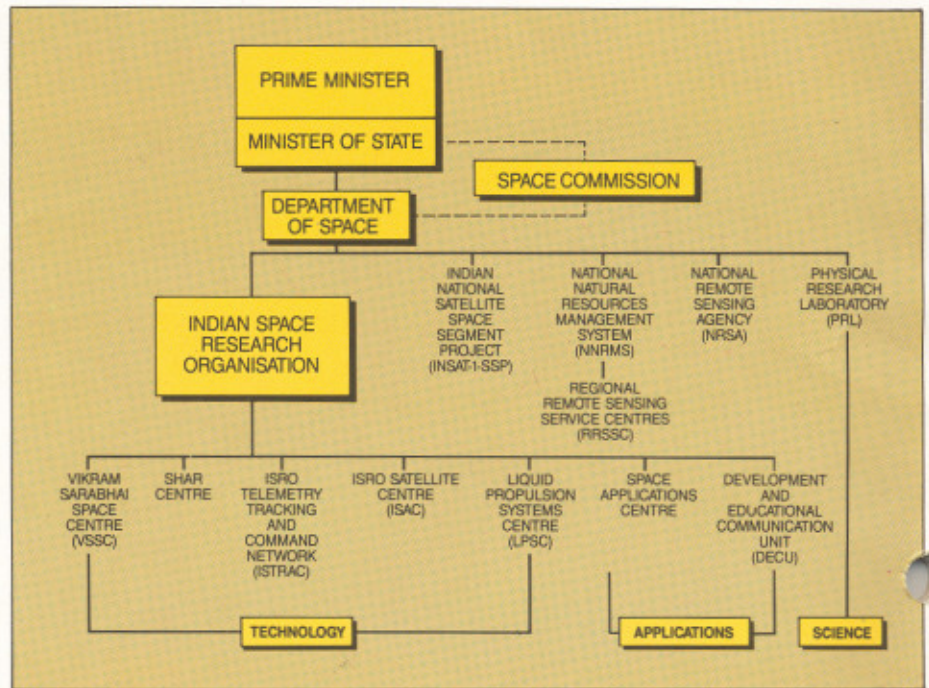 PRIME MINISTER
MINISTER OF STATE
SPACE COMMISSION
DEPARTMENT
OF SPACE
INDIAN SPACE
RESEARCH
ORGANISATION
INDIAN
NATIONAL
SATELLITE
SPACE
SEGMENT
PROJECT
(INSAT-1-SSP)
NATIONAL
NATURAL
RESOURCES
MANAGEMENT
SYSTEM
(NNRMS)
REGIONAL
REMOTE SENSING
SERVICE CENTRES
(RRSSC)
NATIONAL
REMOTE
SENSING
AGENCY
(NRSA)
PHYSICAL
RESEARCH
LABORATORY
(PRL)
VIKRAM
SARABHAI
SPACE
CENTRE
(VSSC)
SHAR
CENTRE
ISRO
TELEMETRY
TRACKING
AND
COMMAND
NETWORK
(ISTRAC)
ISRO SATELLITE
CENTRE
(ISAC)
LIQUID
PROPULSION
SYSTEMS
CENTRE
(LPSC)
SPACE
APPLICATIONS
CENTRE
DEVELOPMENT
AND
EDUCATIONAL
COMMUNICATION
UNIT
(DECU)
TECHNOLOGY
APPLICATIONS
SCIENCE